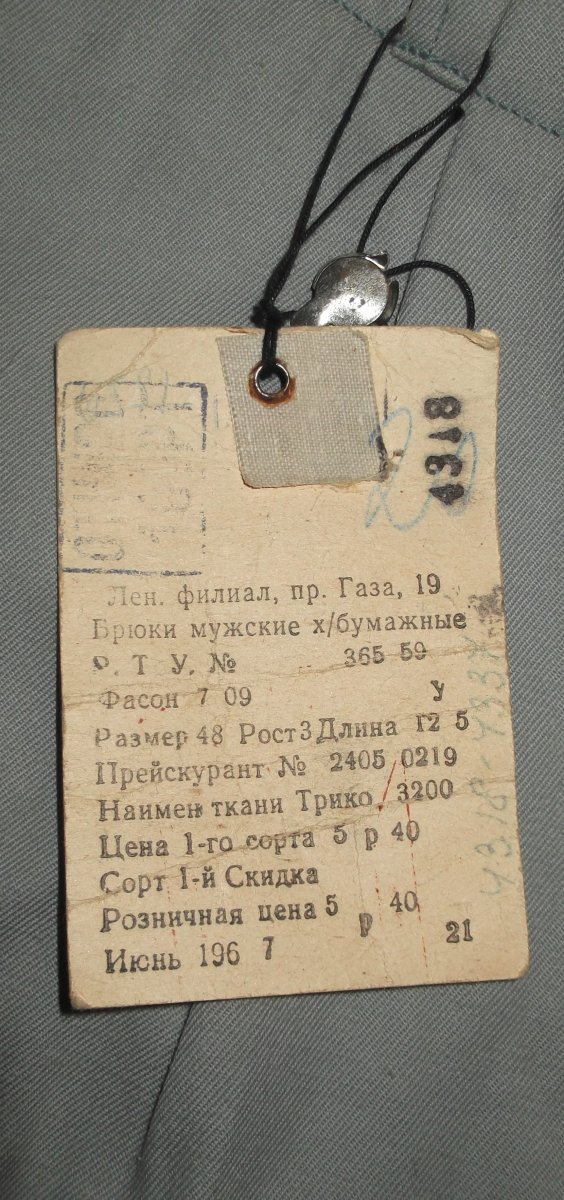 4318
Лен. филиал, пр. Газа, 19
Брюки мужские х/бумажные
Р. Т У. № 365 59
Фасон 7 09 У
Размер 48 Рост 3 Длина Г2 5
Прейскурант № 2405 0219
Наимен ткани Трико. 3200
Цена 1-го сорта 5 р 40
Сорт 1-й Скидка
Розничная цена 5 р 40
Июнь 196 7 21